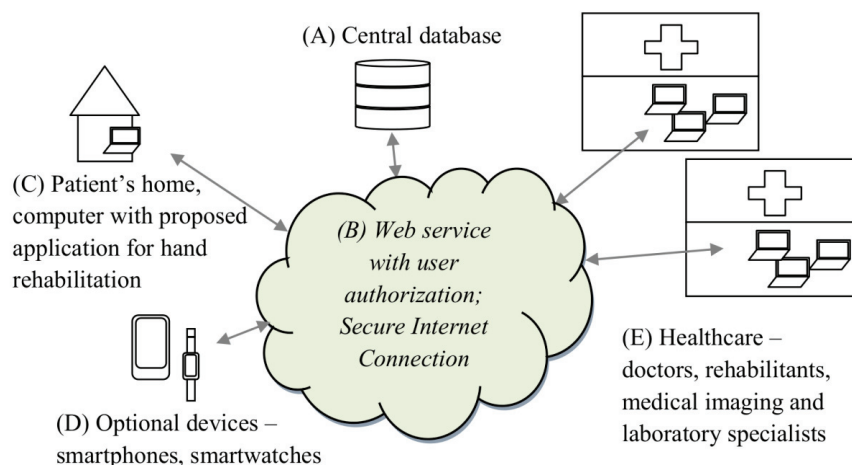 (A) Central database
(C) Patient's home,
computer with proposed
application for hand
rehabilitation
(B) Web service
with user
authorization;
Secure Internet
Connection
(D) Optional devices –
smartphones, smartwatches
(E) Healthcare –
doctors, rehabilitants,
medical imaging and
laboratory specialists